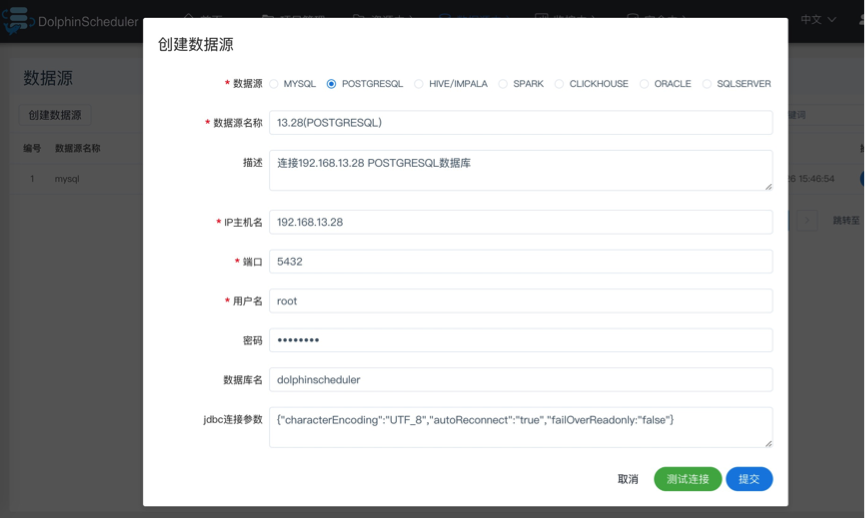 DolphinScheduler
中文
创建数据源
* 数据源 MYSQL POSTGRESQL HIVE/IMPALA SPARK CLICKHOUSE ORACLE SQLSERVER
* 数据源名称 13.28(POSTGRESQL)
描述 连接192.168.13.28 POSTGRESQL数据库
* IP主机名 192.168.13.28
* 端口 5432
* 用户名 root
密码 ••••••••
数据库名 dolphinscheduler
jdbc连接参数 {"characterEncoding":"UTF_8","autoReconnect":"true","failOverReadonly:"false"}
取消 测试连接 提交
数据源
创建数据源
编号 数据源名称
1 mysql
15:46:54
跳转至